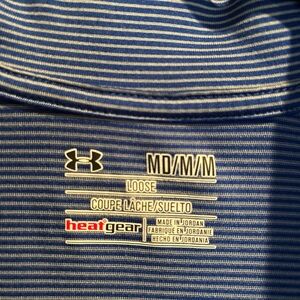 MD/M/M
LOOSE
COUPE LÂCHE/SUELTO
heatgear
MADE IN JORDAN
FABRIQUÉ EN JORDANIE
HECHO EN JORDANIA